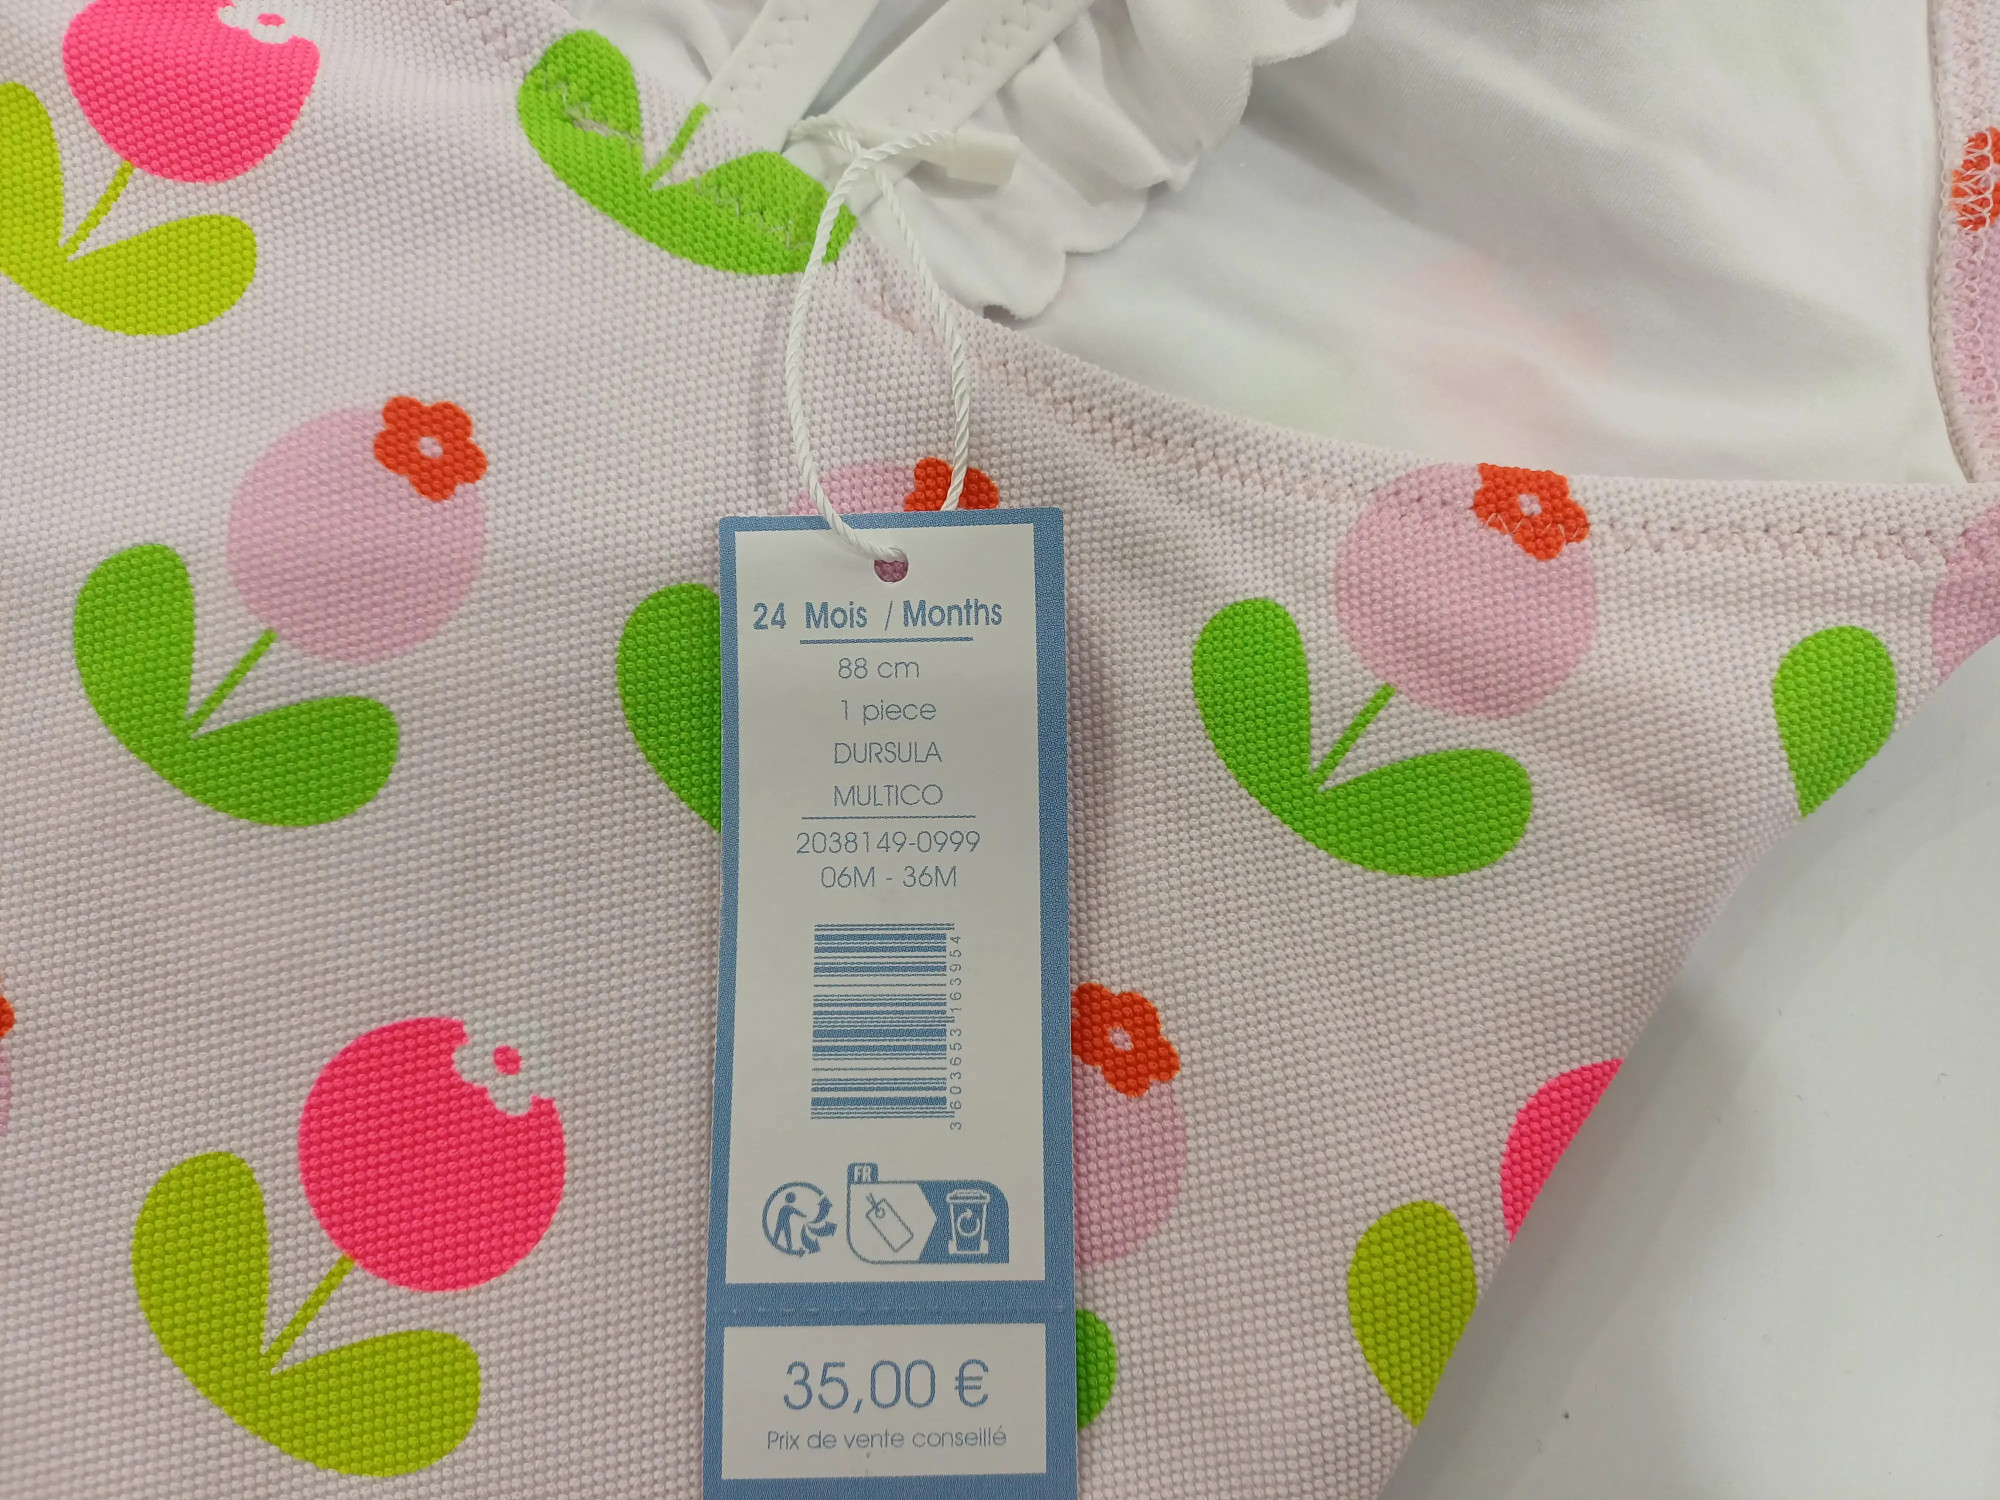 24 Mois / Months
88 cm
1 piece
DURSULA
MULTICO
2038149-0999
06M - 36M
3603653163954
FR
35,00 €
Prix de vente conseillé